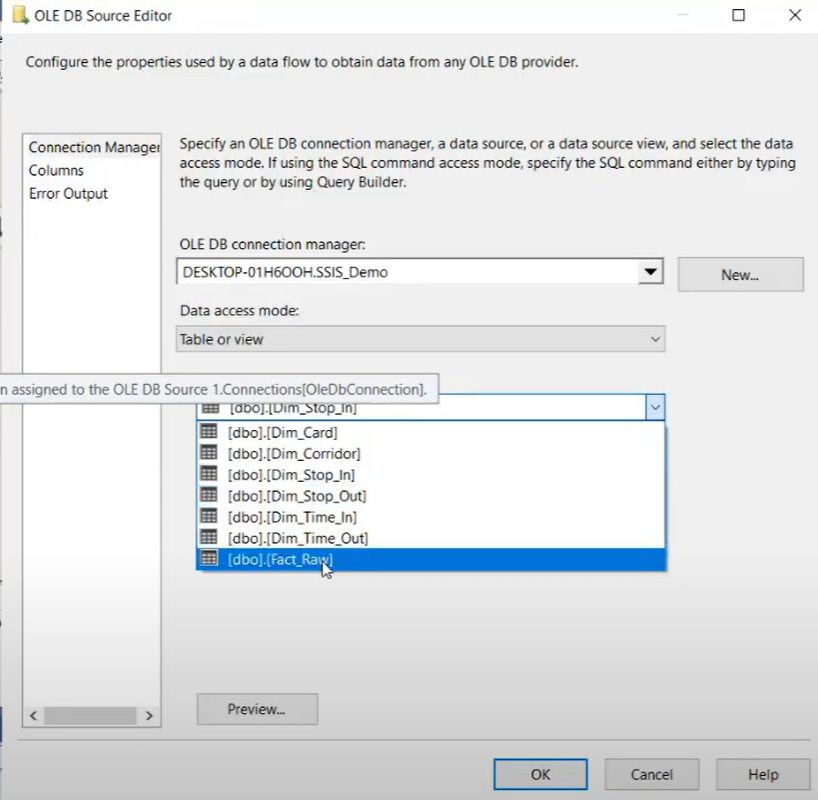 OLE DB Source Editor
Configure the properties used by a data flow to obtain data from any OLE DB provider.
Connection Manager
Columns
Error Output
Specify an OLE DB connection manager, a data source, or a data source view, and select the data
access mode. If using the SQL command access mode, specify the SQL command either by typing
the query or by using Query Builder.
OLE DB connection manager:
DESKTOP-01H6OOH.SSIS_Demo
New...
Data access mode:
Table or view
n assigned to the OLE DB Source 1.Connections[OleDbConnection].
[dbo].[Dim_Stop_In]
[dbo].[Dim_Card]
[dbo].[Dim_Corridor]
[dbo].[Dim_Stop_In]
[dbo].[Dim_Stop_Out]
[dbo].[Dim_Time_In]
[dbo].[Dim_Time_Out]
[dbo].[Fact_Raw]
Preview...
OK
Cancel
Help